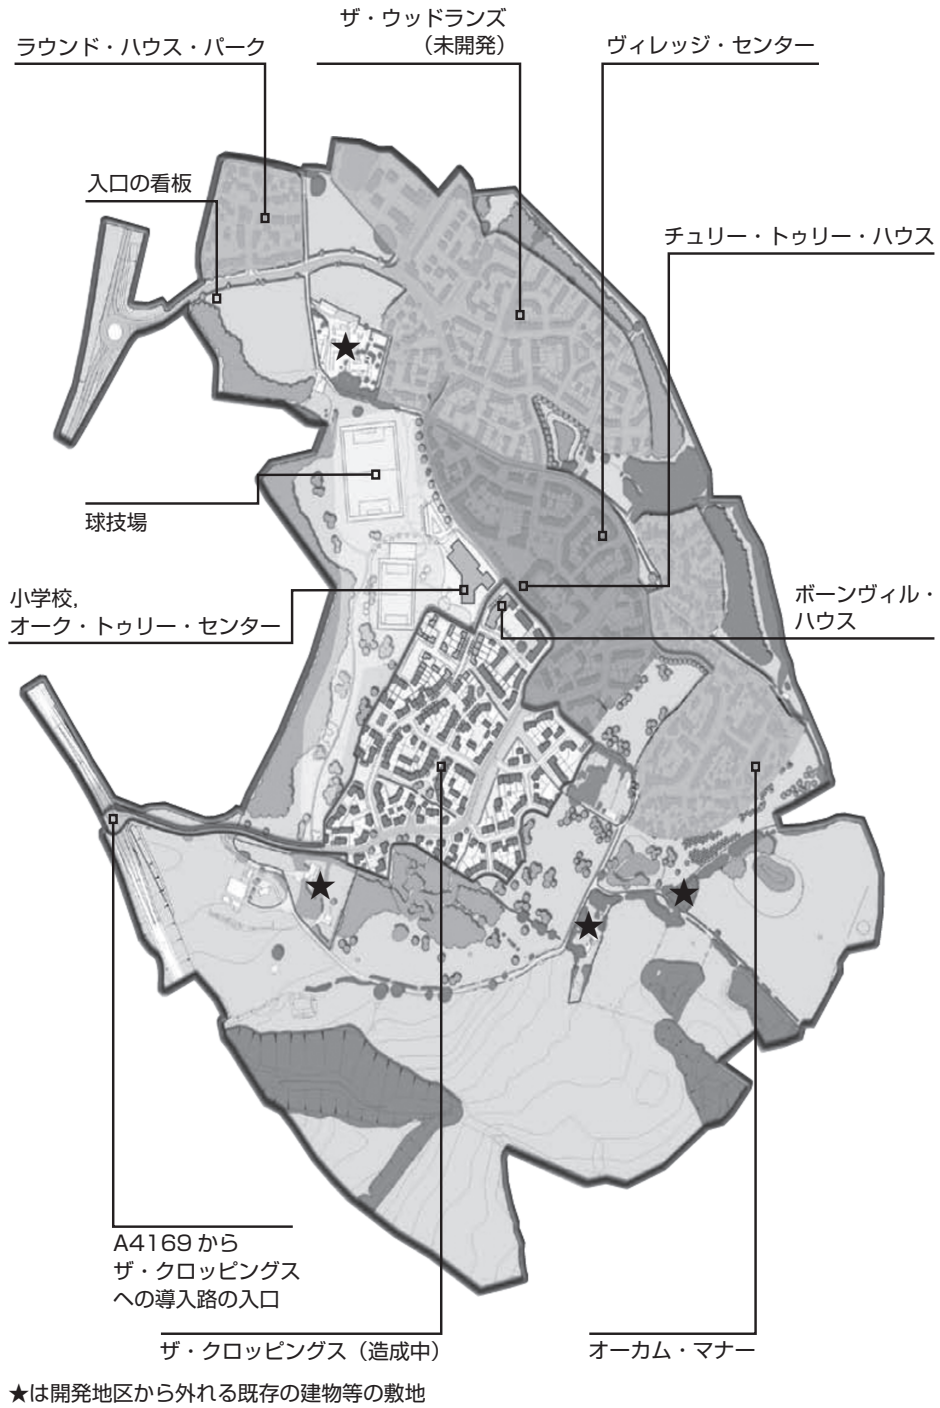 ザ・ウッドランズ
（未開発）
ラウンド・ハウス・パーク
ヴィレッジ・センター
入口の看板
チュリー・トゥリー・ハウス
球技場
小学校,
オーク・トゥリー・センター
ボーンヴィル・
ハウス
A4169 から
ザ・クロッピングス
への導入路の入口
ザ・クロッピングス（造成中）
オーカム・マナー
★は開発地区から外れる既存の建物等の敷地